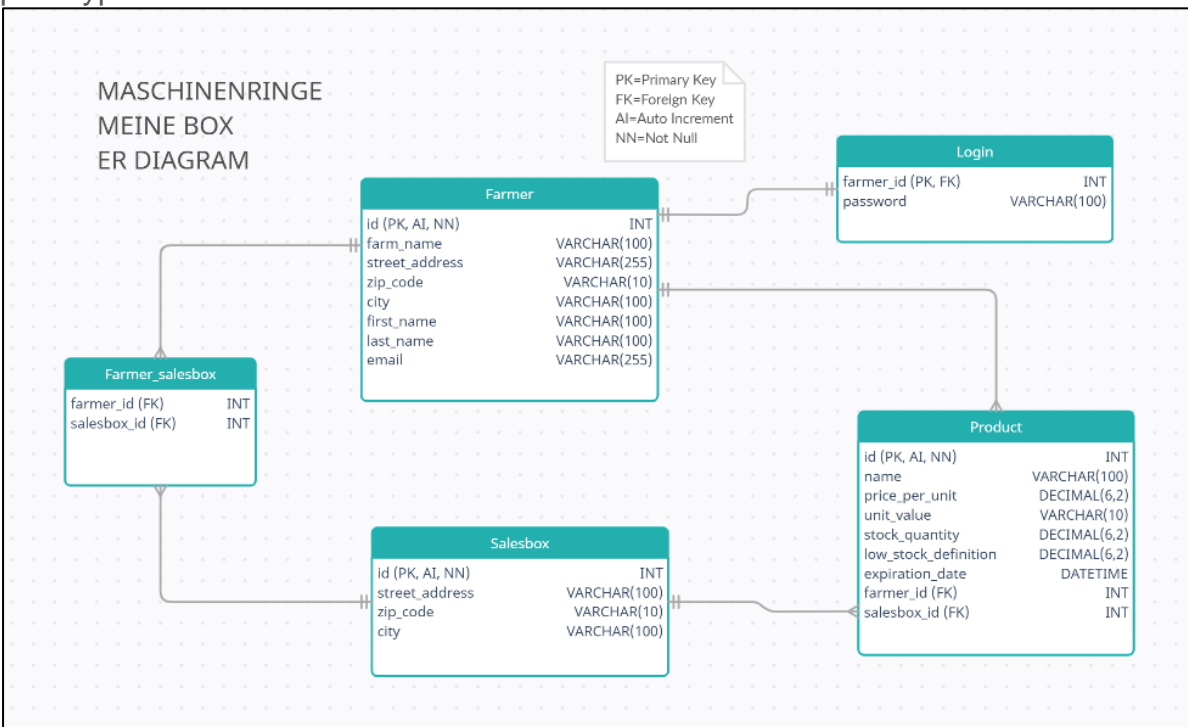 MASCHINENRINGE
MEINE BOX
ER DIAGRAM
PK=Primary Key
FK=Foreign Key
AI=Auto Increment
NN=Not Null
Login
farmer_id (PK, FK) INT
password VARCHAR(100)
Farmer
id (PK, AI, NN) INT
farm_name VARCHAR(100)
street_address VARCHAR(255)
zip_code VARCHAR(10)
city VARCHAR(100)
first_name VARCHAR(100)
last_name VARCHAR(100)
email VARCHAR(255)
Farmer_salesbox
farmer_id (FK) INT
salesbox_id (FK) INT
Product
id (PK, AI, NN) INT
name VARCHAR(100)
price_per_unit DECIMAL(6,2)
unit_value VARCHAR(10)
stock_quantity DECIMAL(6,2)
low_stock_definition DECIMAL(6,2)
expiration_date DATETIME
farmer_id (FK) INT
salesbox_id (FK) INT
Salesbox
id (PK, AI, NN) INT
street_address VARCHAR(100)
zip_code VARCHAR(10)
city VARCHAR(100)